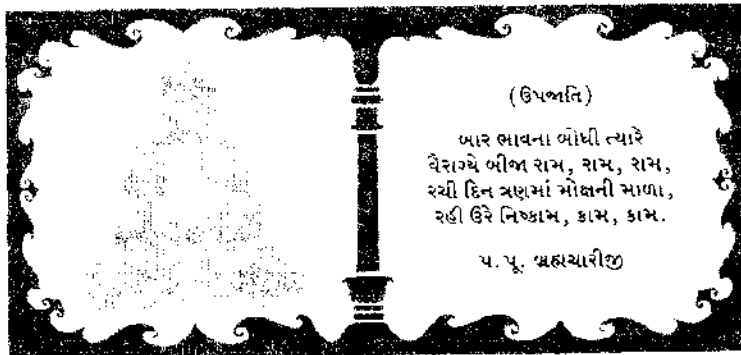 (ઉપજાતિ)
બાર ભાવના બોધી ત્યારે
વૈરાગ્યે બીજા રામ, રામ, રામ,
રચી દિન ત્રણમાં મોક્ષની માળા,
રહી ઉરે નિષ્કામ, કામ, કામ.
પ.પૂ. બ્રહ્મચારીજી